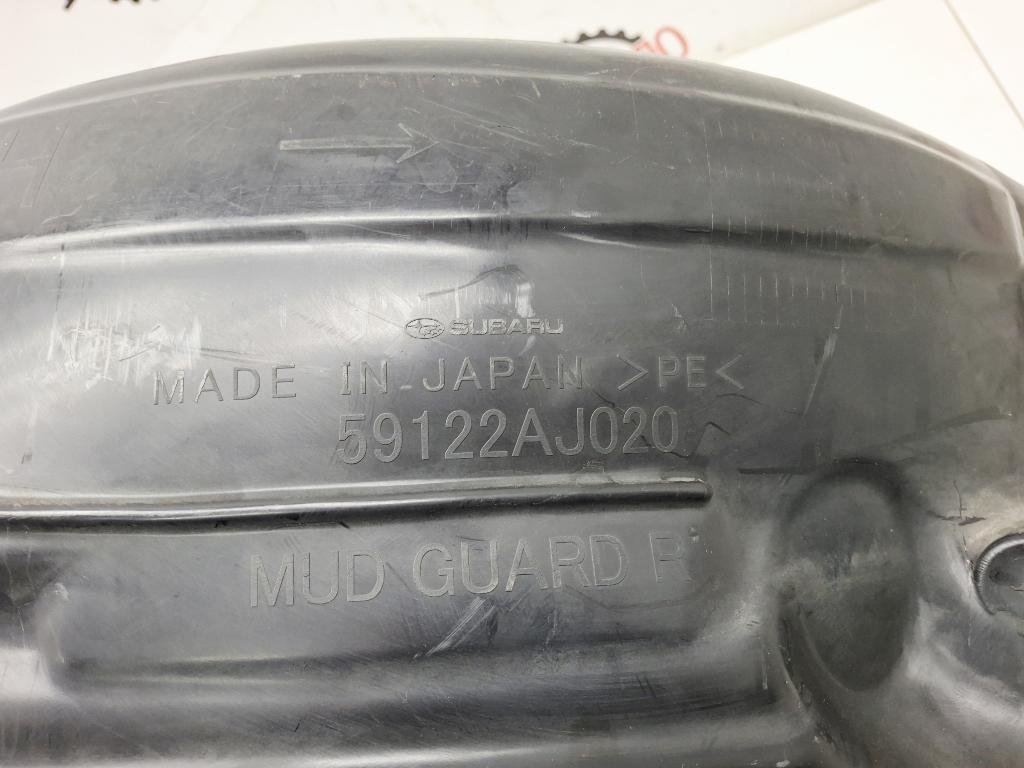 SUBARU
MADE IN JAPAN >PE<
59122AJ020
MUD GUARD R